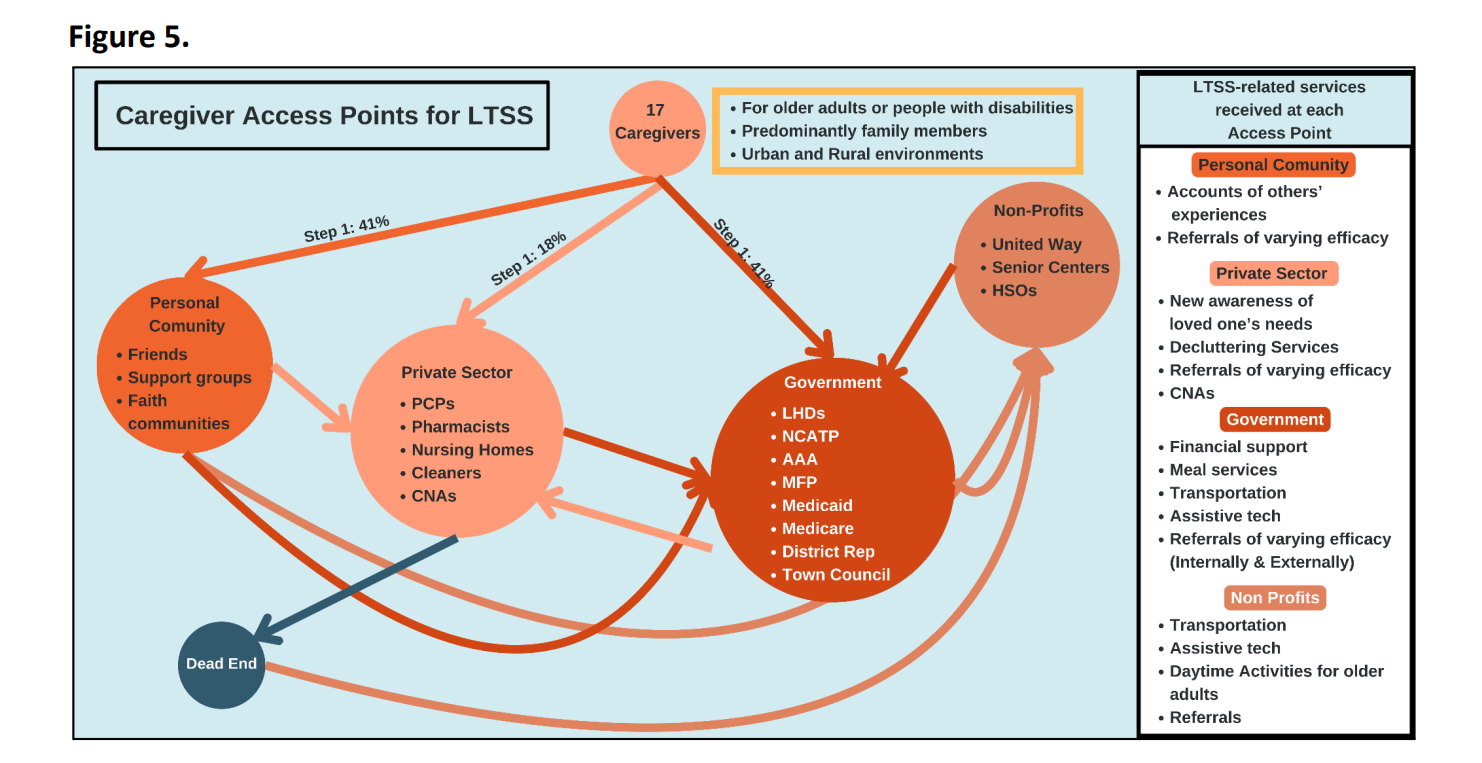 Figure 5.
Caregiver Access Points for LTSS
17
Caregivers
• For older adults or people with disabilities
• Predominantly family members
• Urban and Rural environments
Step 1: 41%
Step 1: 18%
Step 1: 41%
Personal
Comunity
• Friends
• Support groups
• Faith
communities
Private Sector
• PCPs
• Pharmacists
• Nursing Homes
• Cleaners
• CNAs
Government
• LHDs
• NCATP
• AAA
• MFP
• Medicaid
• Medicare
• District Rep
• Town Council
Non-Profits
• United Way
• Senior Centers
• HSOs
Dead End
LTSS-related services
received at each
Access Point
Personal Comunity
• Accounts of others’
experiences
• Referrals of varying efficacy
Private Sector
• New awareness of
loved one’s needs
• Decluttering Services
• Referrals of varying efficacy
• CNAs
Government
• Financial support
• Meal services
• Transportation
• Assistive tech
• Referrals of varying efficacy
(Internally & Externally)
Non Profits
• Transportation
• Assistive tech
• Daytime Activities for older
adults
• Referrals